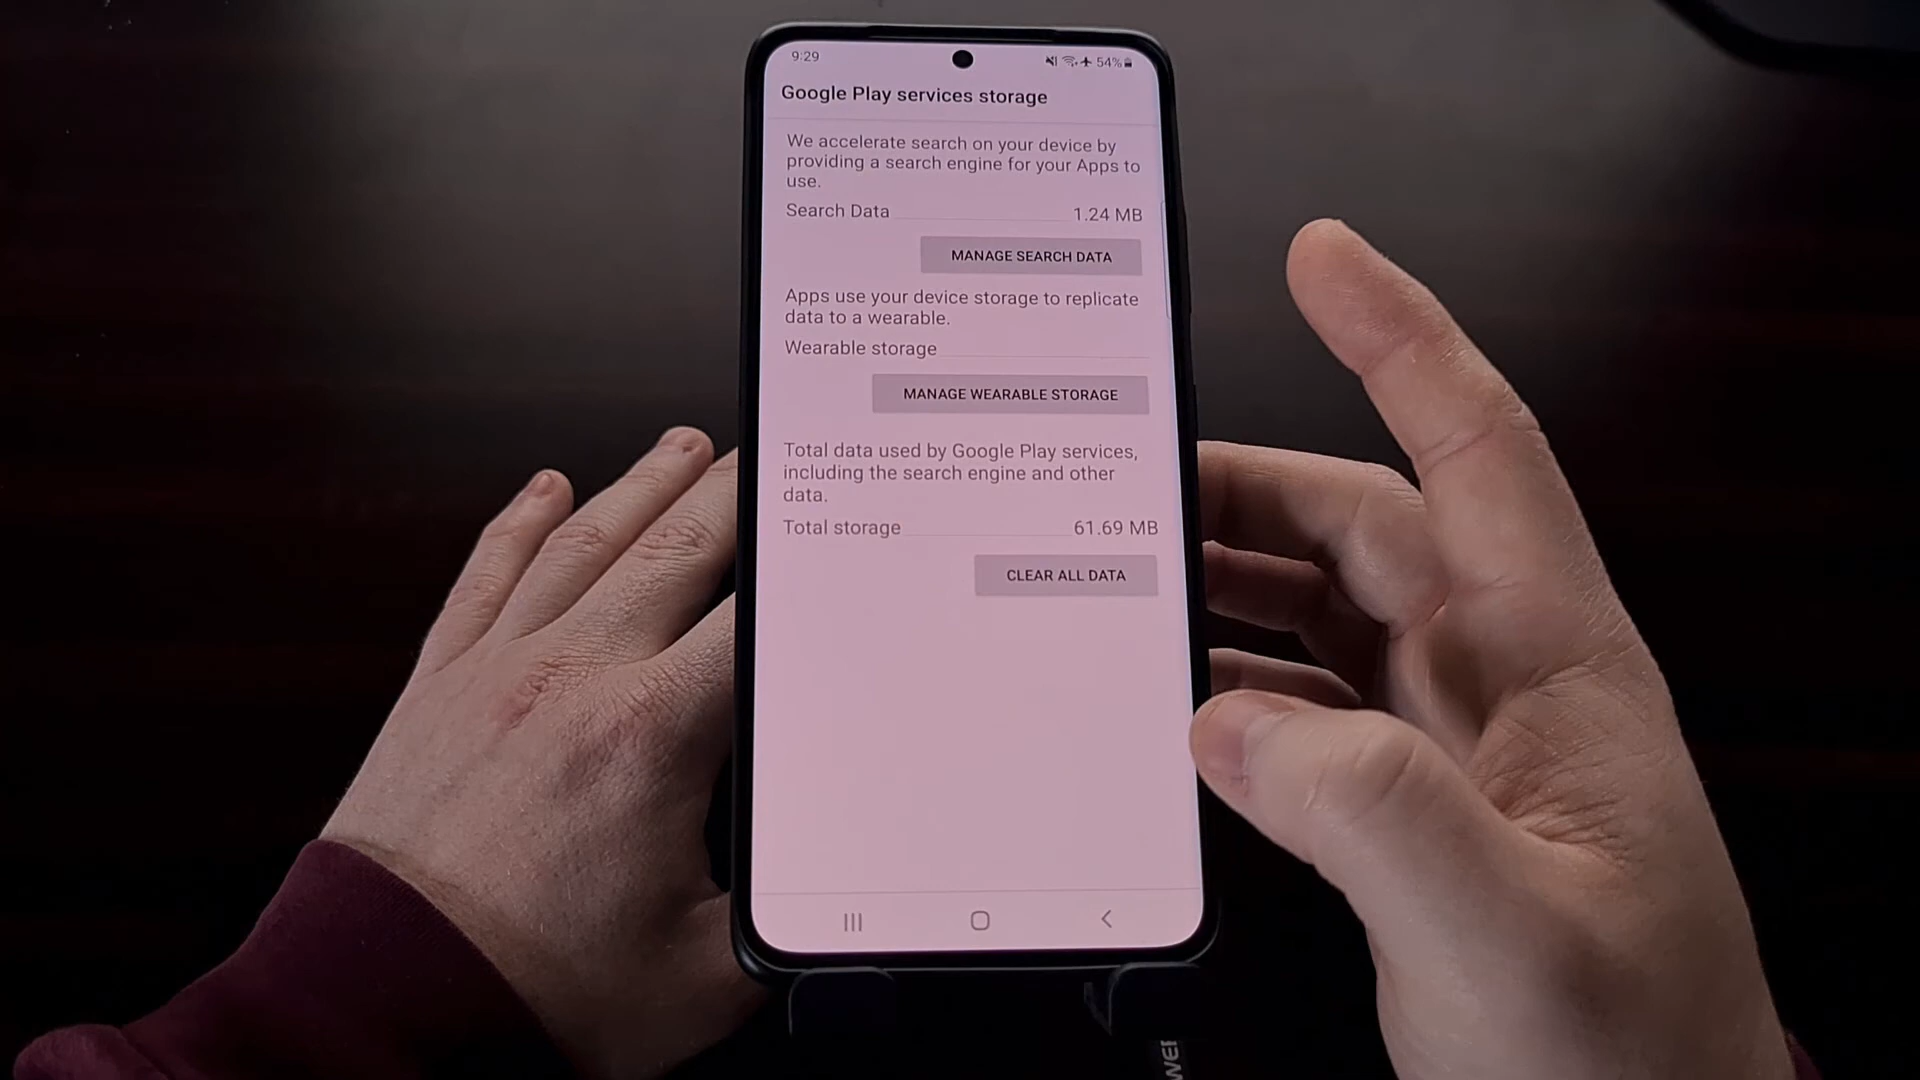 9:29
54%
Google Play services storage
We accelerate search on your device by
providing a search engine for your Apps to
use.
Search Data 1.24 MB
MANAGE SEARCH DATA
Apps use your device storage to replicate
data to a wearable.
Wearable storage
MANAGE WEARABLE STORAGE
Total data used by Google Play services,
including the search engine and other
data.
Total storage 61.69 MB
CLEAR ALL DATA